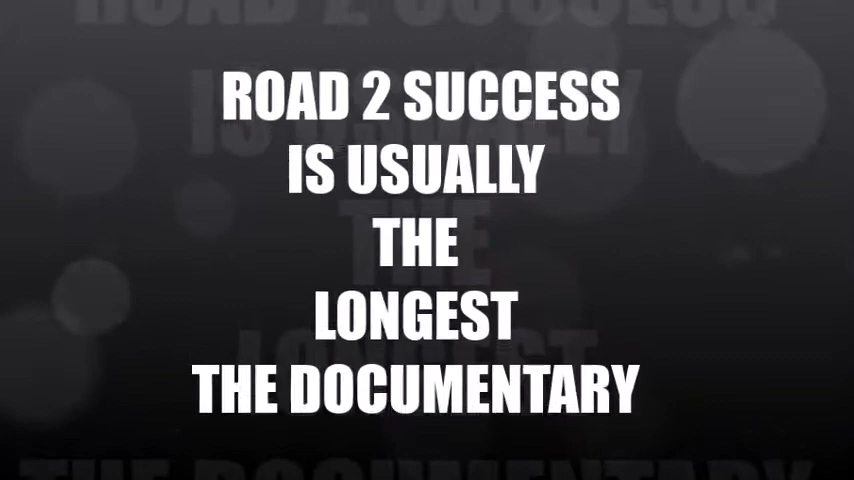 ROAD 2 SUCCESS
IS USUALLY
THE
LONGEST
THE DOCUMENTARY